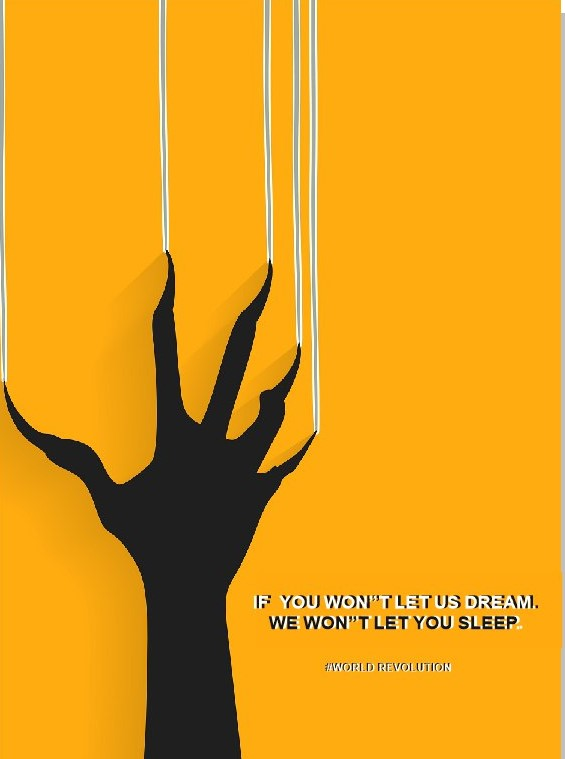 IF YOU WON"T LET US DREAM.
WE WON"T LET YOU SLEEP.
#WORLD REVOLUTION